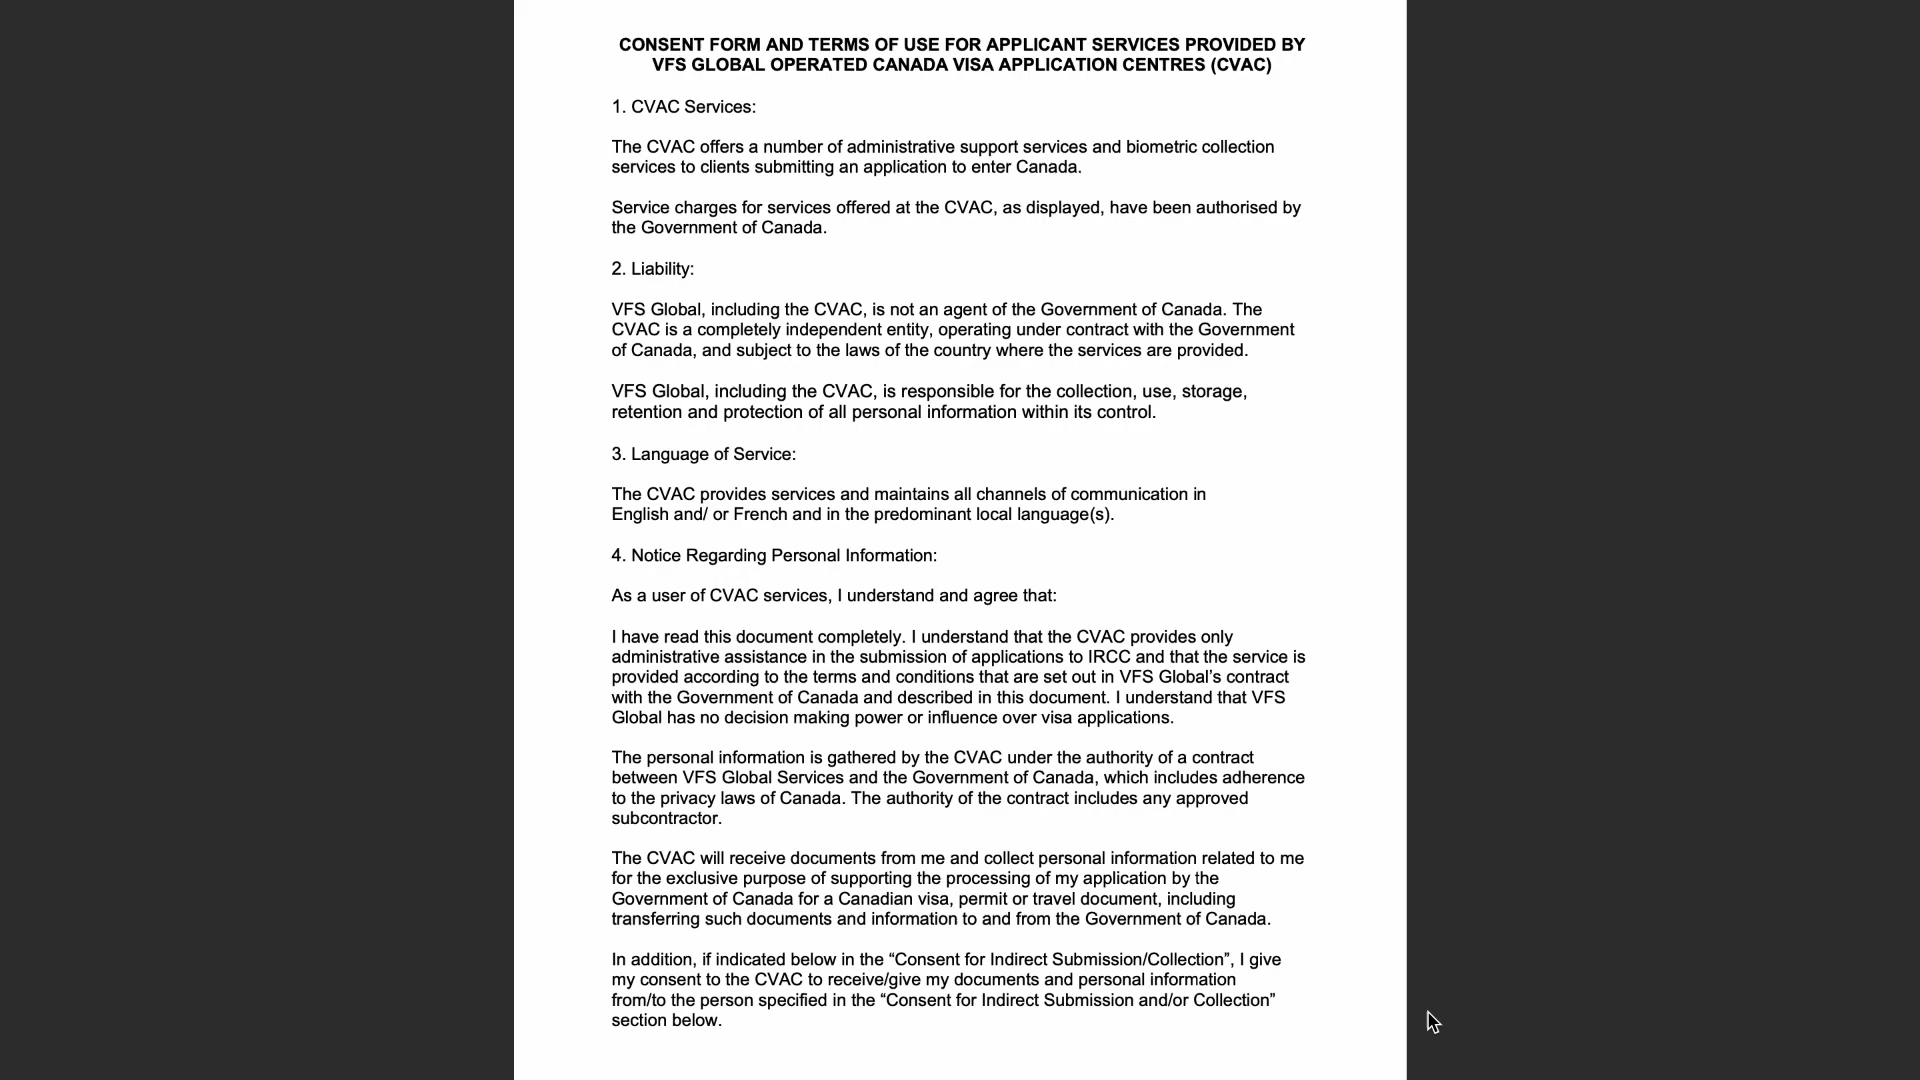 CONSENT FORM AND TERMS OF USE FOR APPLICANT SERVICES PROVIDED BY
VFS GLOBAL OPERATED CANADA VISA APPLICATION CENTRES (CVAC)
1. CVAC Services:
The CVAC offers a number of administrative support services and biometric collection
services to clients submitting an application to enter Canada.
Service charges for services offered at the CVAC, as displayed, have been authorised by
the Government of Canada.
2. Liability:
VFS Global, including the CVAC, is not an agent of the Government of Canada. The
CVAC is a completely independent entity, operating under contract with the Government
of Canada, and subject to the laws of the country where the services are provided.
VFS Global, including the CVAC, is responsible for the collection, use, storage,
retention and protection of all personal information within its control.
3. Language of Service:
The CVAC provides services and maintains all channels of communication in
English and/ or French and in the predominant local language(s).
4. Notice Regarding Personal Information:
As a user of CVAC services, I understand and agree that:
I have read this document completely. I understand that the CVAC provides only
administrative assistance in the submission of applications to IRCC and that the service is
provided according to the terms and conditions that are set out in VFS Global’s contract
with the Government of Canada and described in this document. I understand that VFS
Global has no decision making power or influence over visa applications.
The personal information is gathered by the CVAC under the authority of a contract
between VFS Global Services and the Government of Canada, which includes adherence
to the privacy laws of Canada. The authority of the contract includes any approved
subcontractor.
The CVAC will receive documents from me and collect personal information related to me
for the exclusive purpose of supporting the processing of my application by the
Government of Canada for a Canadian visa, permit or travel document, including
transferring such documents and information to and from the Government of Canada.
In addition, if indicated below in the “Consent for Indirect Submission/Collection”, I give
my consent to the CVAC to receive/give my documents and personal information
from/to the person specified in the “Consent for Indirect Submission and/or Collection”
section below.